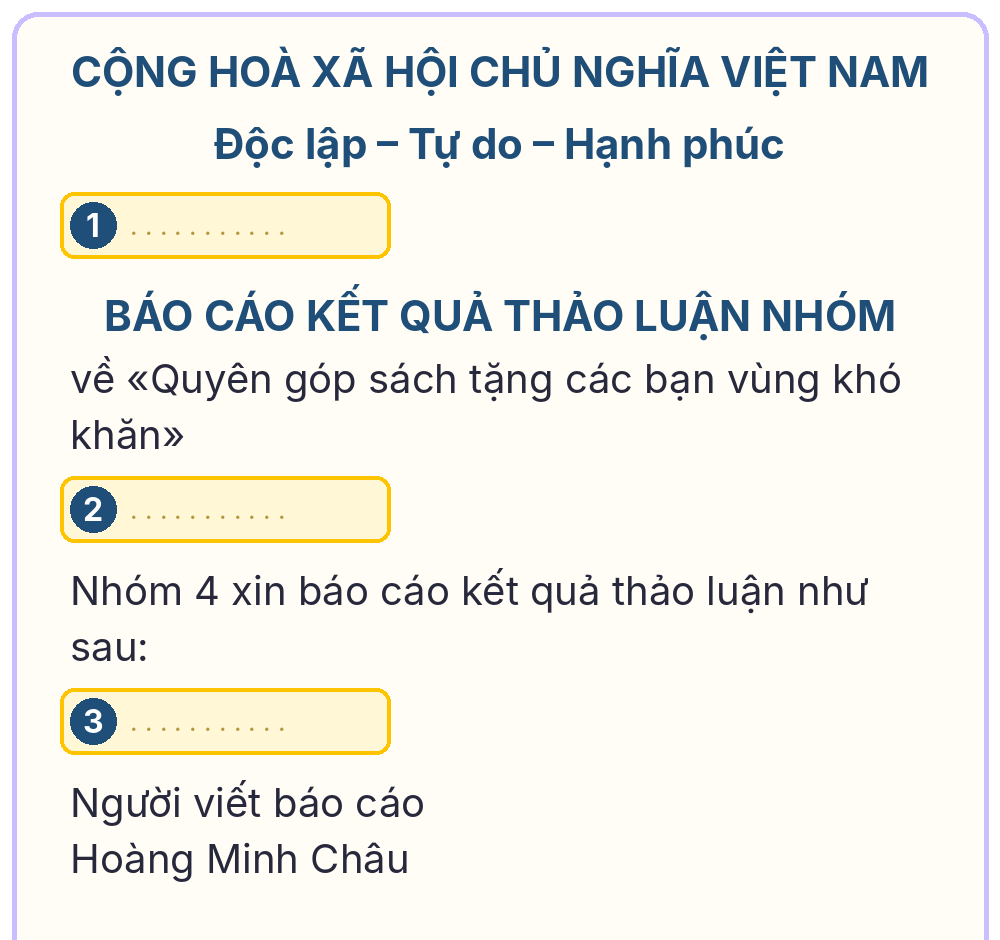 CỘNG HOÀ XÃ HỘI CHỦ NGHĨA VIỆT NAM
Độc lập – Tự do – Hạnh phúc
1 . . . . . . . . . . .
BÁO CÁO KẾT QUẢ THẢO LUẬN NHÓM
về «Quyên góp sách tặng các bạn vùng khó
khăn»
2 . . . . . . . . . . .
Nhóm 4 xin báo cáo kết quả thảo luận như
sau:
3 . . . . . . . . . . .
Người viết báo cáo
Hoàng Minh Châu